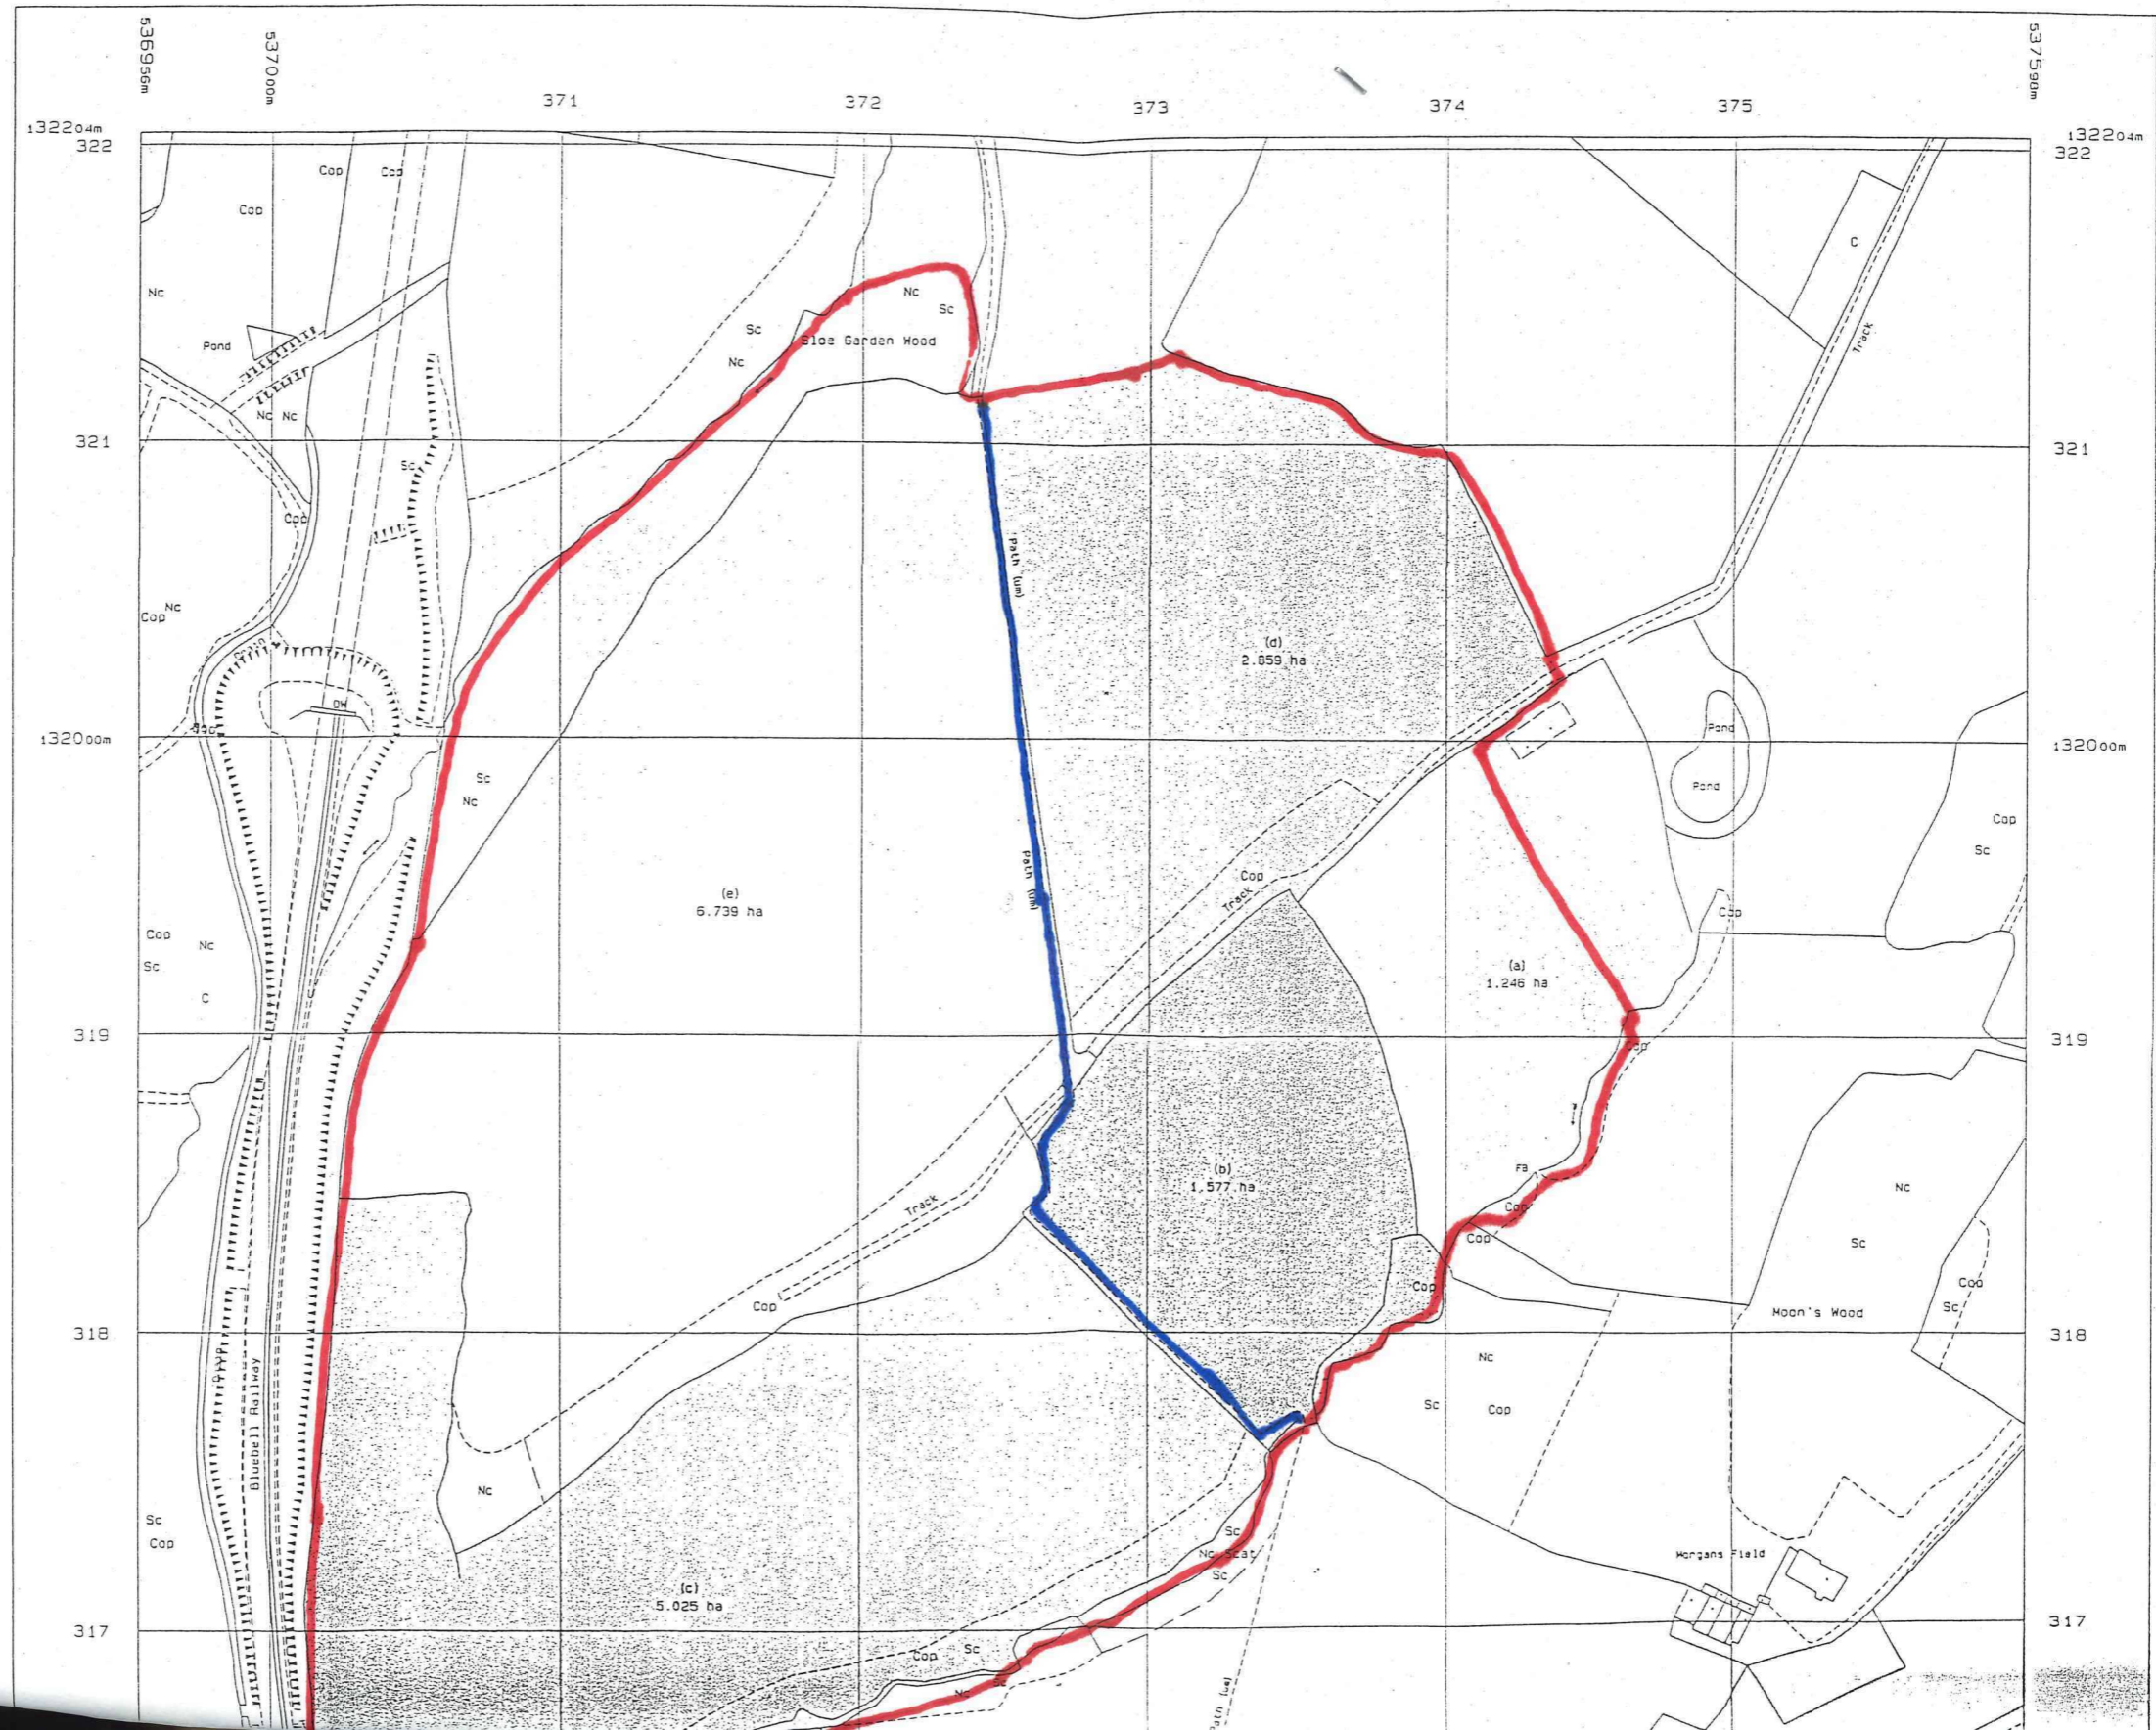 536956m
537000m
371
372
373
374
375
537590m
132204m
322
132204m
322
Cop
Cop
Cop
C
Nc
Nc
Sc
Sc
Nc
Sloe Garden Wood
Pond
Track
Nc
Nc
321
321
Sc
Cop
Path (um)
Cop
Nc
(d)
2.859 ha
DW
132000m
132000m
Pond
Pond
Sc
Nc
Cop
Sc
Path (um)
Cop
Track
(e)
6.739 ha
Cop
Cop
Nc
Sc
C
(a)
1.246 ha
319
319
Cop
FB
(b)
1.577 ha
Nc
Track
Cop
Cop
Sc
Cop
Cop
Sc
Cop
Moon's Wood
318
318
Nc
Bluebell Railway
Sc
Cop
Nc
Sc
Cop
Sc
Nc Scat
Sc
Morgans Field
(c)
5.025 ha
317
317
Cop
Sc
Sc
Nc
Path (um)